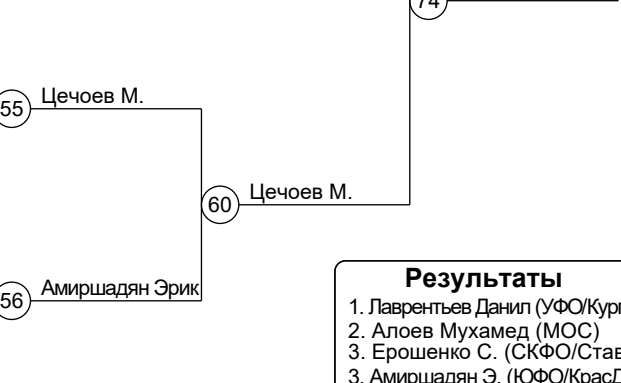 74
55 Цечоев М.
60 Цечоев М.
56 Амиршадян Эрик
Результаты
1. Лаврентьев Данил (УФО/Кург
2. Алоев Мухамед (МОС)
3. Ерошенко С. (СКФО/Став
3. Амиршадян Э. (ЮФО/КрасД